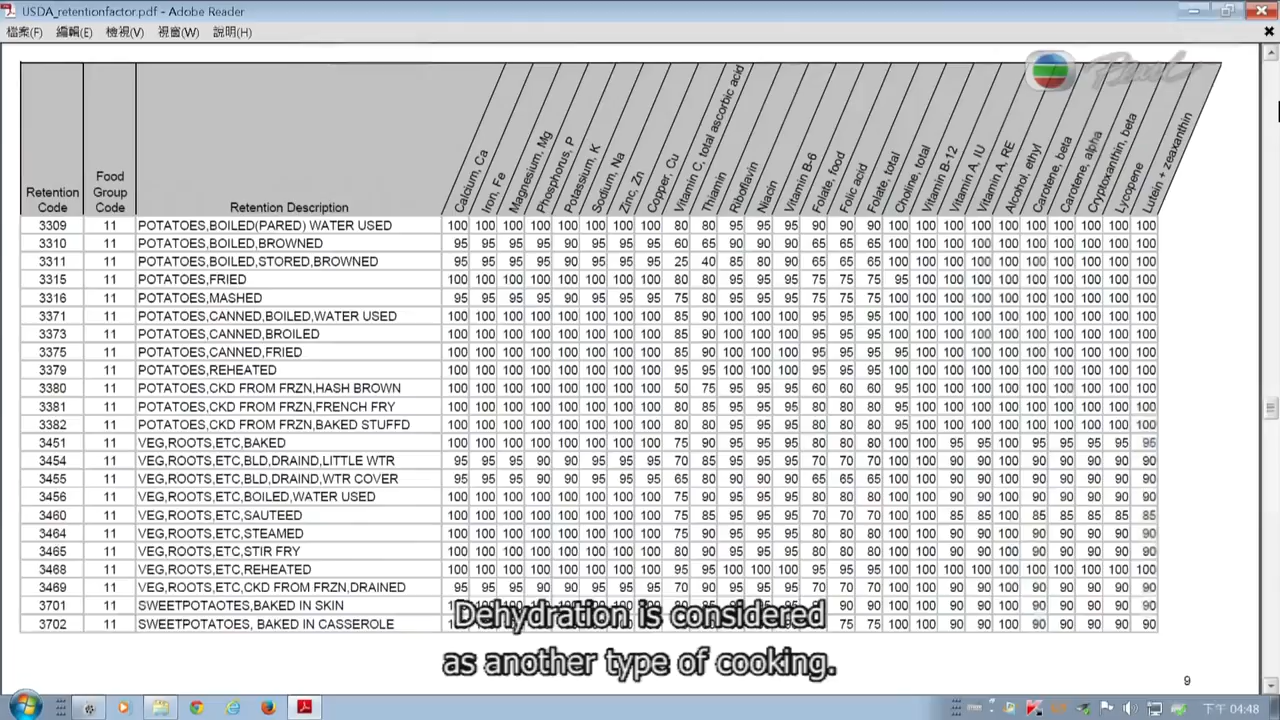 USDA_retentionfactor.pdf - Adobe Reader
檔案(F) 編輯(E) 檢視(V) 視窗(W) 說明(H)
Pearl
Retention Code
Food Group Code
Retention Description
Calcium, Ca
Iron, Fe
Magnesium, Mg
Phosphorus, P
Potassium, K
Sodium, Na
Zinc, Zn
Copper, Cu
Vitamin C, total ascorbic acid
Thiamin
Riboflavin
Niacin
Vitamin B-6
Folate, food
Folic acid
Folate, total
Choline, total
Vitamin B-12
Vitamin A, IU
Vitamin A, RE
Alcohol, ethyl
Carotene, beta
Carotene, alpha
Cryptoxanthin, beta
Lycopene
Lutein + zeaxanthin
3309 11 POTATOES,BOILED(PARED) WATER USED 100 100 100 100 100 100 100 100 80 80 95 95 95 90 90 90 100 100 100 100 100 100 100 100 100 100
3310 11 POTATOES,BOILED,BROWNED 95 95 95 95 90 95 95 95 60 65 90 90 90 65 65 65 100 100 100 100 100 100 100 100 100 100
3311 11 POTATOES,BOILED,STORED,BROWNED 95 95 95 95 90 95 95 95 25 40 85 80 90 65 65 65 100 100 100 100 100 100 100 100 100 100
3315 11 POTATOES,FRIED 100 100 100 100 100 100 100 100 80 80 95 95 95 75 75 75 95 100 100 100 100 100 100 100 100 100
3316 11 POTATOES,MASHED 95 95 95 95 90 95 95 95 75 80 95 95 95 75 75 75 100 100 100 100 100 100 100 100 100 100
3371 11 POTATOES,CANNED,BOILED,WATER USED 100 100 100 100 100 100 100 100 85 90 100 100 100 95 95 95 100 100 100 100 100 100 100 100 100 100
3373 11 POTATOES,CANNED,BROILED 100 100 100 100 100 100 100 100 85 90 100 100 100 95 95 95 100 100 100 100 100 100 100 100 100 100
3375 11 POTATOES,CANNED,FRIED 100 100 100 100 100 100 100 100 85 90 100 100 100 95 95 95 95 100 100 100 100 100 100 100 100 100
3379 11 POTATOES,REHEATED 100 100 100 100 100 100 100 100 95 95 100 100 100 95 95 95 100 100 100 100 100 100 100 100 100 100
3380 11 POTATOES,CKD FROM FRZN,HASH BROWN 100 100 100 100 100 100 100 100 50 75 95 95 95 60 60 60 95 100 100 100 100 100 100 100 100 100
3381 11 POTATOES,CKD FROM FRZN,FRENCH FRY 100 100 100 100 100 100 100 100 80 85 95 95 95 80 80 80 95 100 100 100 100 100 100 100 100 100
3382 11 POTATOES,CKD FROM FRZN,BAKED STUFFD 100 100 100 100 100 100 100 100 80 85 95 95 95 80 80 80 100 100 100 100 100 100 100 100 100 100
3451 11 VEG,ROOTS,ETC,BAKED 100 100 100 100 100 100 100 100 75 90 95 95 95 80 80 80 100 100 95 95 100 95 95 95 95 95
3454 11 VEG,ROOTS,ETC,BLD,DRAIND,LITTLE WTR 95 95 95 90 90 95 95 95 70 85 95 95 95 70 70 70 100 100 90 90 100 90 90 90 90 90
3455 11 VEG,ROOTS,ETC,BLD,DRAIND,WTR COVER 95 95 95 90 90 95 95 95 65 80 90 90 90 65 65 65 100 100 90 90 100 90 90 90 90 90
3456 11 VEG,ROOTS,ETC,BOILED,WATER USED 100 100 100 100 100 100 100 100 75 90 95 95 95 80 80 80 100 100 90 90 100 90 90 90 90 90
3460 11 VEG,ROOTS,ETC,SAUTEED 100 100 100 100 100 100 100 100 75 85 95 95 95 70 70 70 100 100 85 85 100 85 85 85 85 85
3464 11 VEG,ROOTS,ETC,STEAMED 100 100 100 100 100 100 100 100 75 90 95 95 95 80 80 80 100 100 90 90 100 90 90 90 90 90
3465 11 VEG,ROOTS,ETC,STIR FRY 100 100 100 100 100 100 100 100 80 90 95 95 95 80 80 80 100 100 90 90 100 90 90 90 90 90
3468 11 VEG,ROOTS,ETC,REHEATED 100 100 100 100 100 100 100 100 95 95 100 100 100 95 95 95 100 100 100 100 100 100 100 100 100 100
3469 11 VEG,ROOTS,ETC,CKD FROM FRZN,DRAINED 95 95 95 90 90 95 95 95 70 90 95 95 95 70 70 70 100 100 90 90 100 90 90 90 90 90
3701 11 SWEETPOTAOTES,BAKED IN SKIN 90 90 100 100 90 90 100 90 90 90 90 90
3702 11 SWEETPOTATOES, BAKED IN CASSEROLE 75 75 100 100 90 90 100 90 90 90 90 90
Dehydration is considered
as another type of cooking.
9
下午 04:48